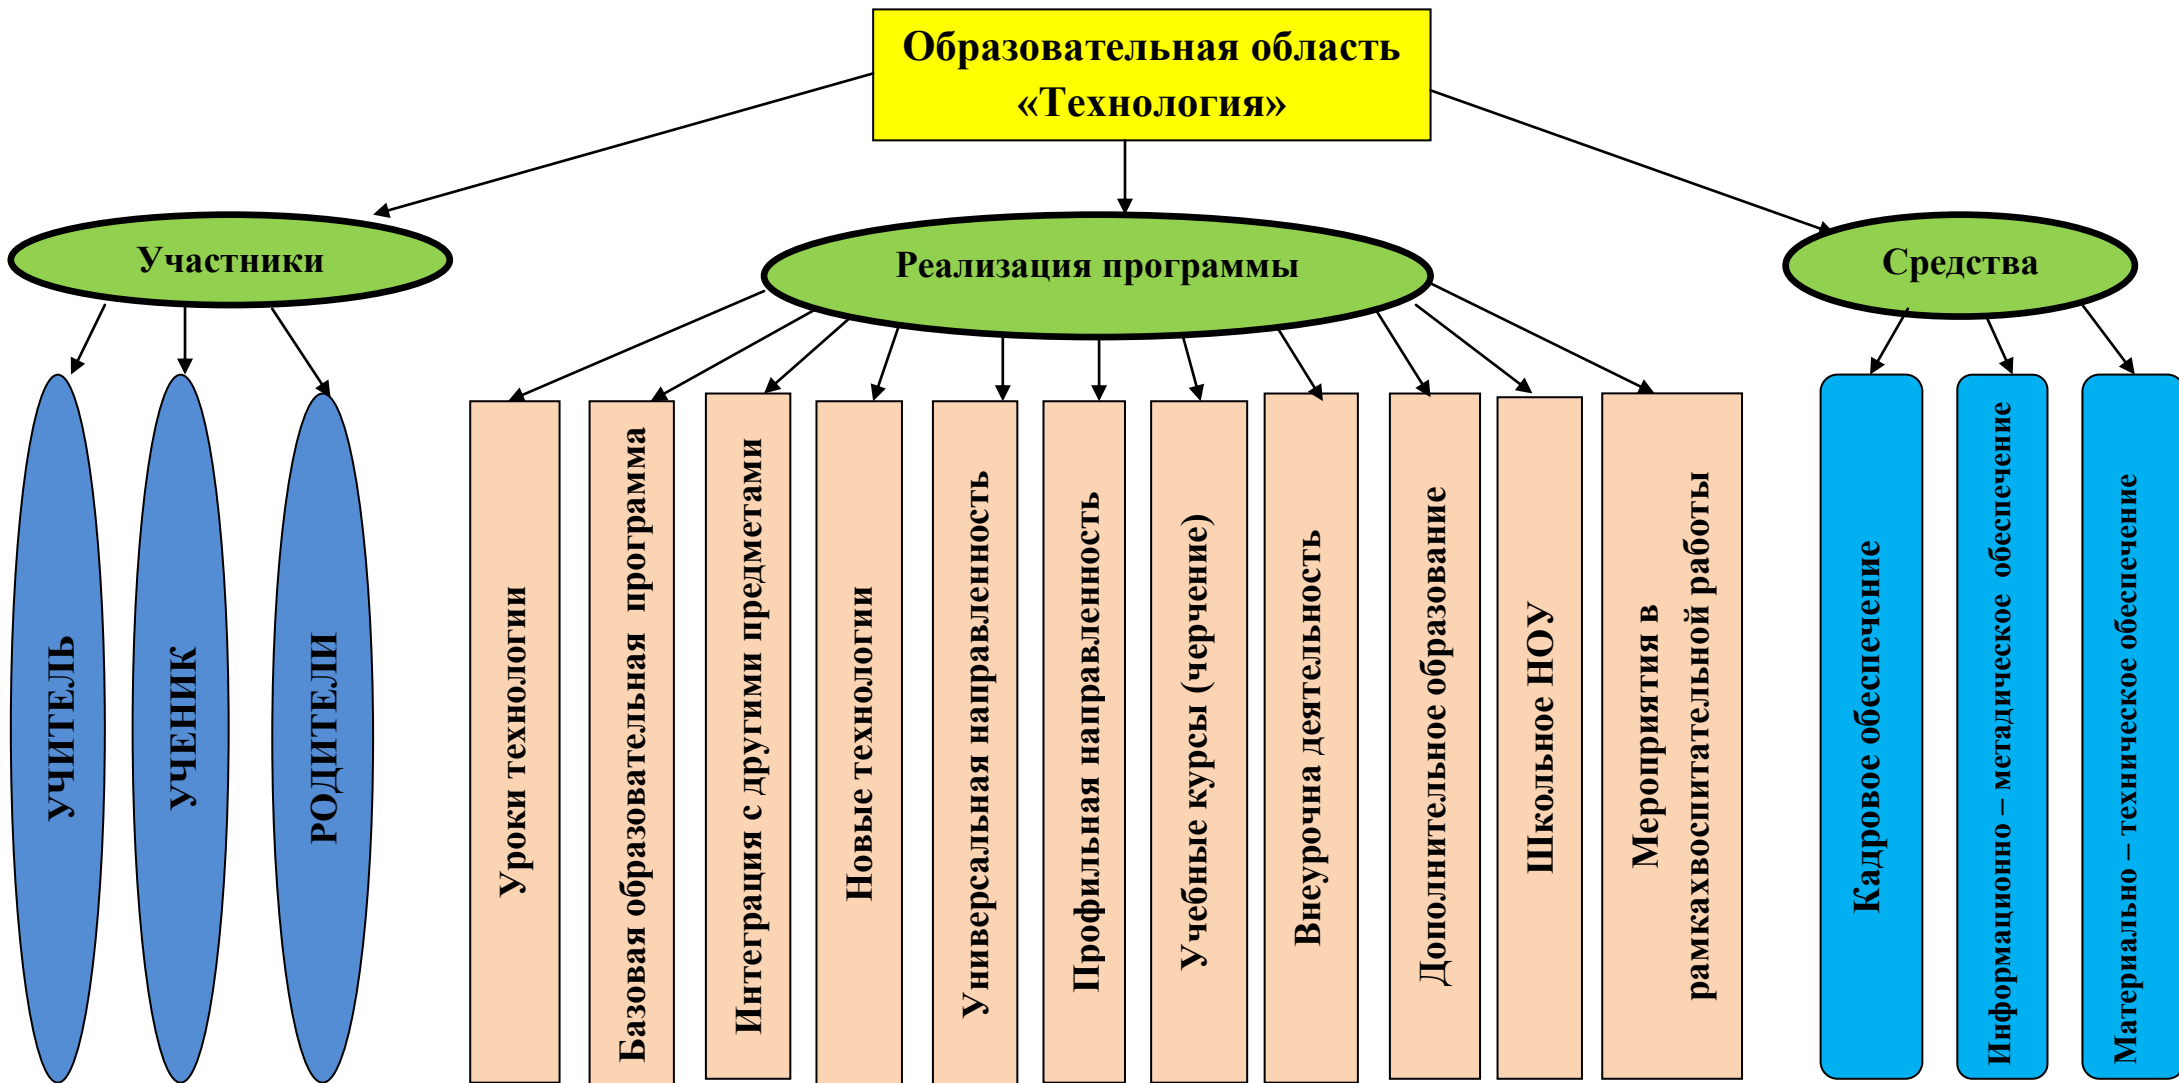 Образовательная область
«Технология»
Участники
Реализация программы
Средства
УЧИТЕЛЬ
УЧЕНИК
РОДИТЕЛИ
Уроки технологии
Базовая образовательная программа
Интеграция с другими предметами
Новые технологии
Универсальная направленность
Профильная направленность
Учебные курсы (черчение)
Внеурочна деятельность
Дополнительное образование
Школьное НОУ
Мероприятия в
рамкахвоспитательной работы
Кадровое обеспечение
Информационно – метадическое обеспечение
Материально – техническое обеспечение